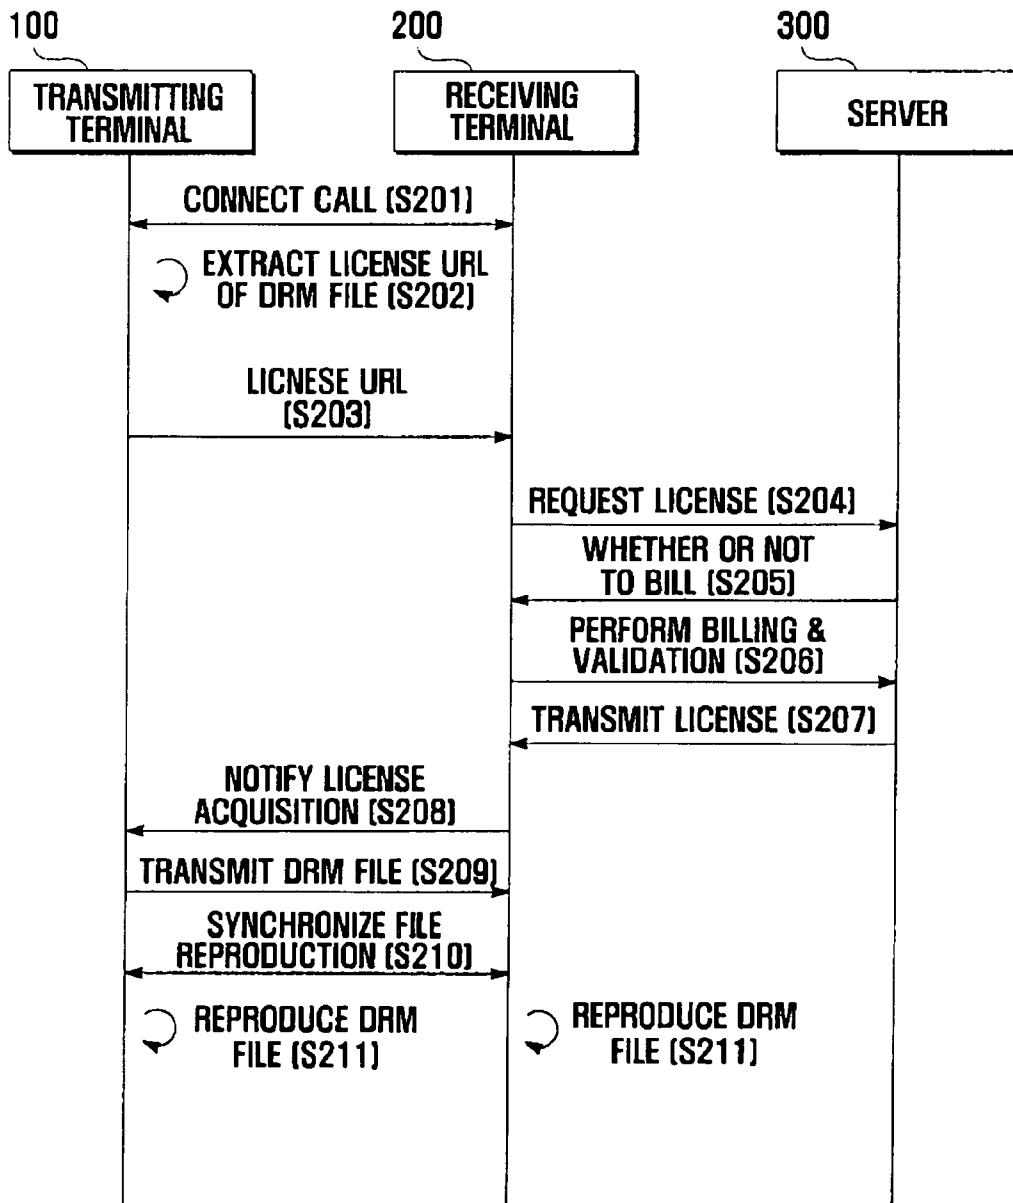 100
200
300
TRANSMITTING
TERMINAL
RECEIVING
TERMINAL
SERVER
CONNECT CALL (S201)
EXTRACT LICENSE URL
OF DRM FILE (S202)
LICNESE URL
(S203)
REQUEST LICENSE (S204)
WHETHER OR NOT
TO BILL (S205)
PERFORM BILLING &
VALIDATION (S206)
TRANSMIT LICENSE (S207)
NOTIFY LICENSE
ACQUISITION (S208)
TRANSMIT DRM FILE (S209)
SYNCHRONIZE FILE
REPRODUCTION (S210)
REPRODUCE DRM
FILE (S211)
REPRODUCE DRM
FILE (S211)